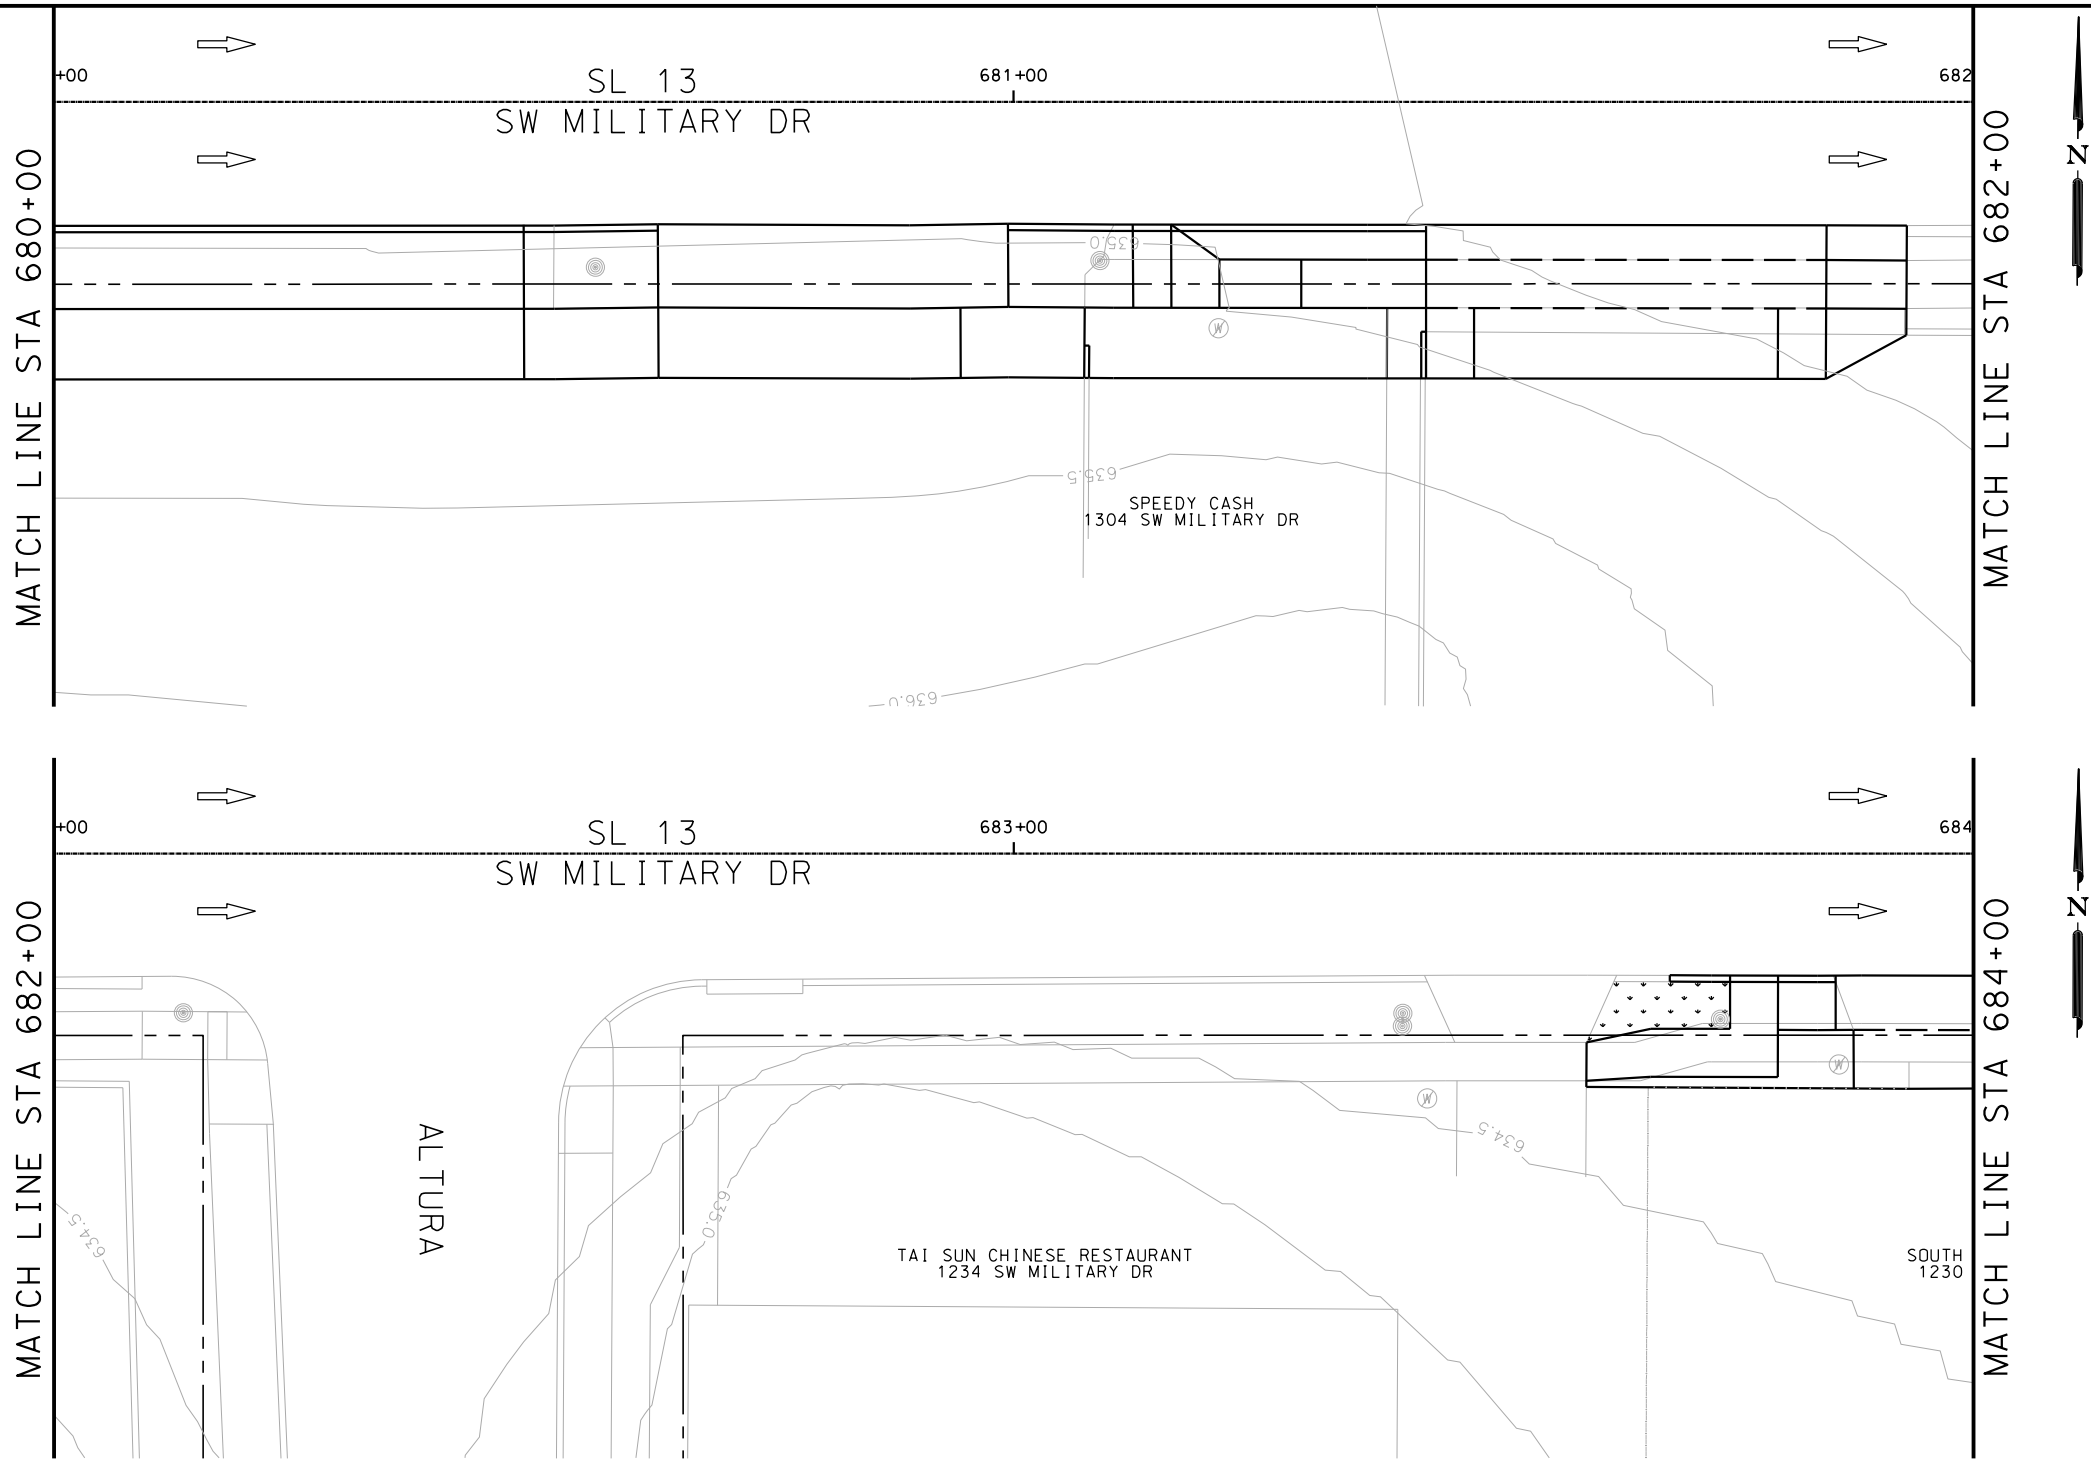 +00
SL 13
681+00
682
SW MILITARY DR
MATCH LINE STA 680+00
MATCH LINE STA 682+00
N
635.0
W
635.5
SPEEDY CASH
1304 SW MILITARY DR
636.0
+00
SL 13
683+00
684
SW MILITARY DR
MATCH LINE STA 682+00
MATCH LINE STA 684+00
N
W
W
634.5
ALTURA
635.0
634.5
TAI SUN CHINESE RESTAURANT
1234 SW MILITARY DR
SOUTH
1230